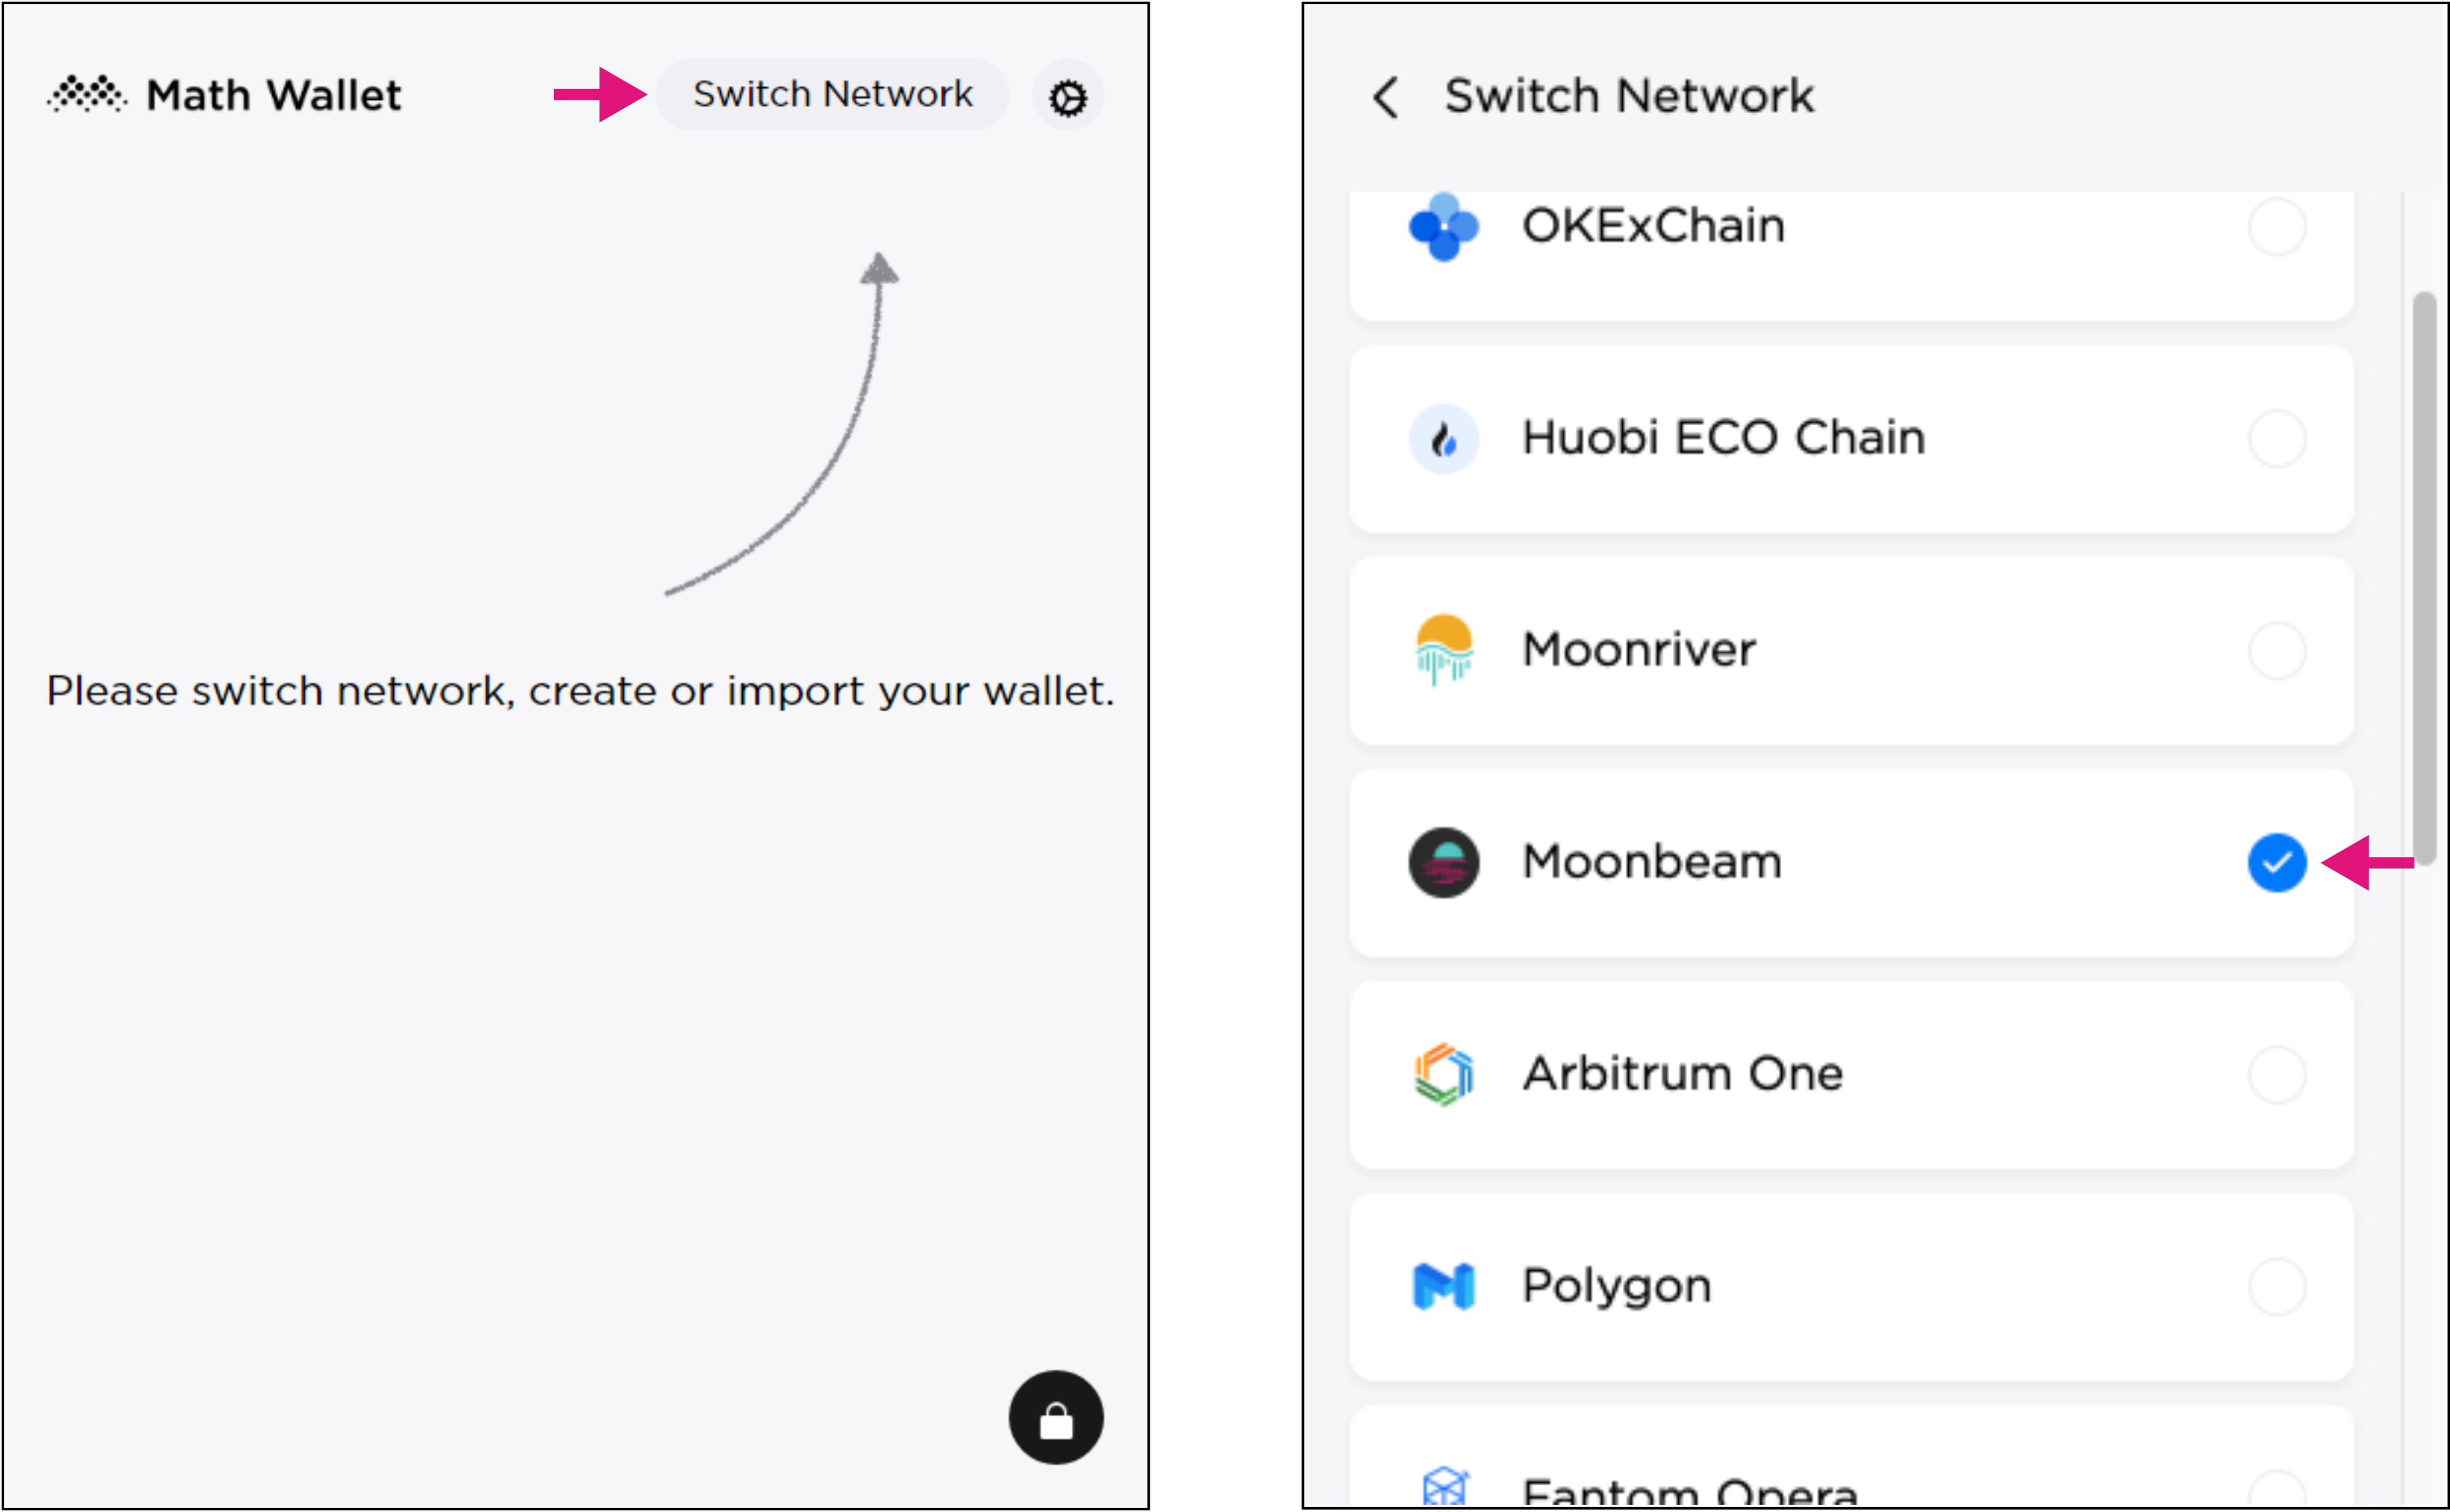 Math Wallet
Switch Network
Please switch network, create or import your wallet.
Switch Network
OKExChain
Huobi ECO Chain
Moonriver
Moonbeam
Arbitrum One
Polygon
Fantom Opera